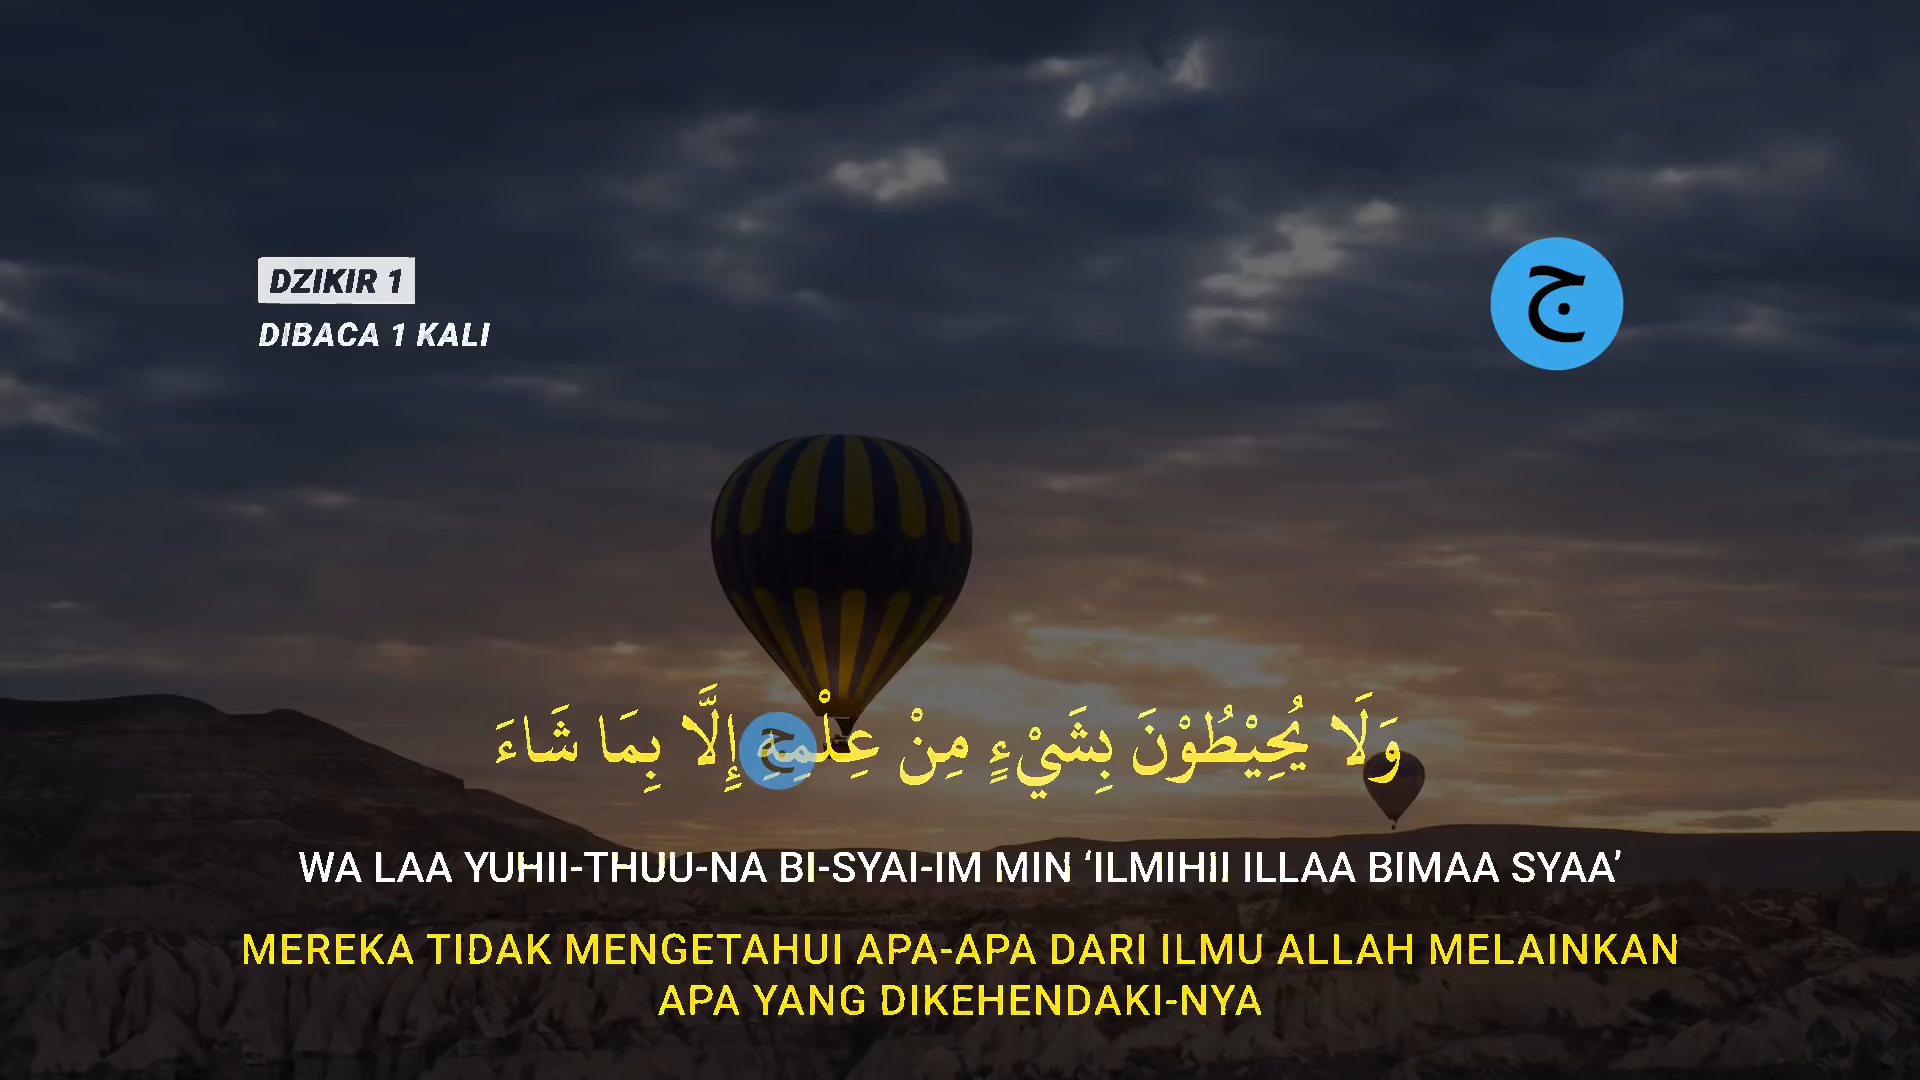 DZIKIR 1
DIBACA 1 KALI
ج
وَلَا يُحِيْطُوْنَ بِشَيْءٍ مِنْ عِلْمِهِ إِلَّا بِمَا شَاءَ
ج
WA LAA YUHII-THUU-NA BI-SYAI-IM MIN ‘ILMIHII ILLAA BIMAA SYAA’
MEREKA TIDAK MENGETAHUI APA-APA DARI ILMU ALLAH MELAINKAN
APA YANG DIKEHENDAKI-NYA